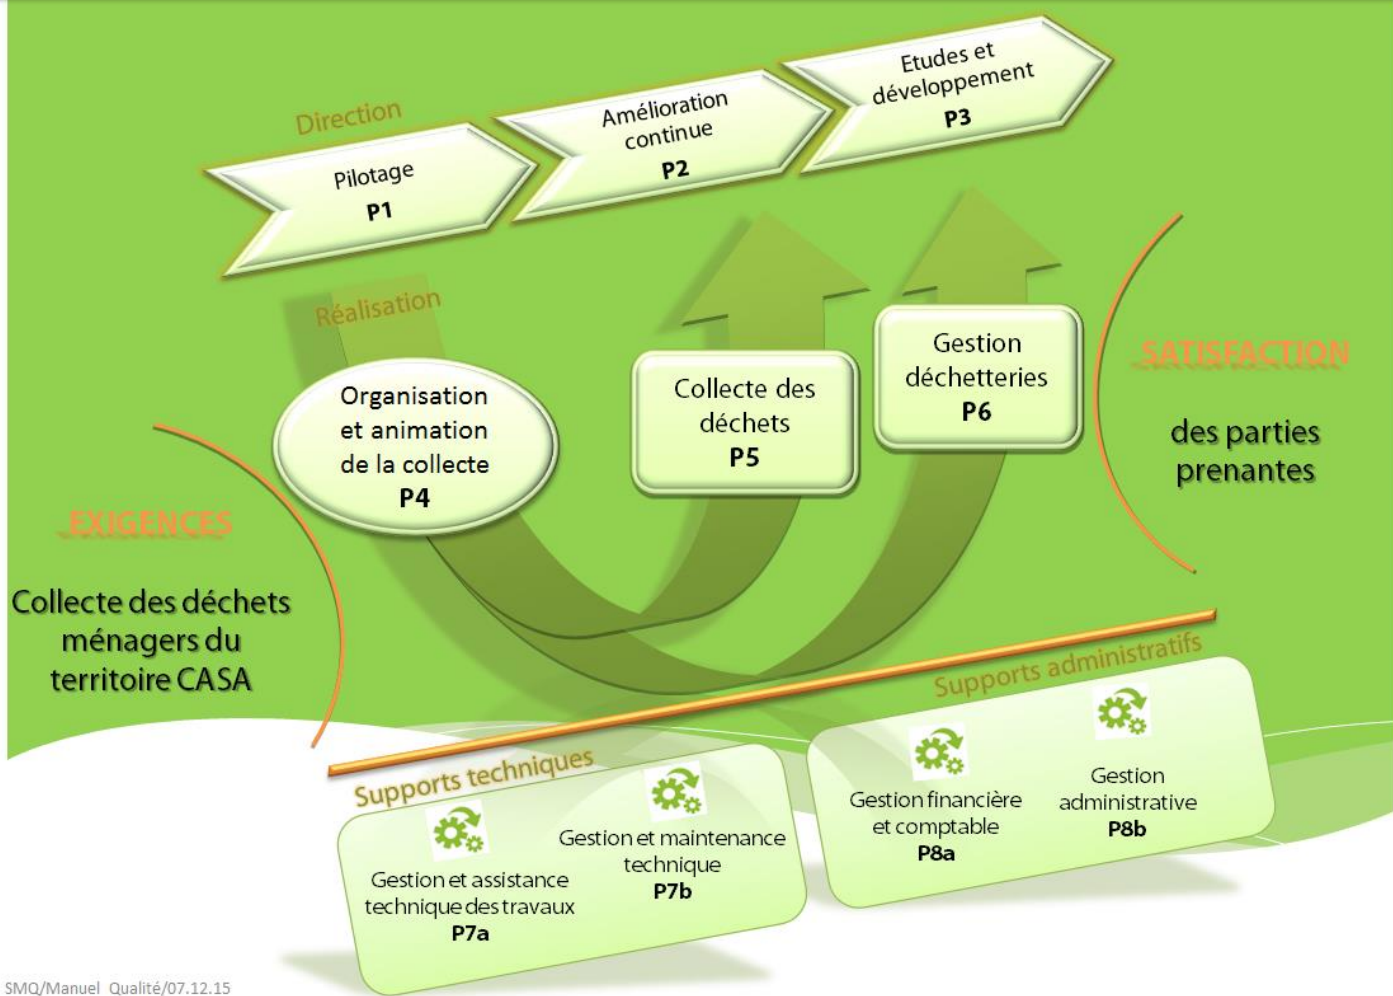 Direction
Pilotage
P1
Amélioration
continue
P2
Etudes et
développement
P3
Réalisation
Organisation
et animation
de la collecte
P4
Collecte des
déchets
P5
Gestion
déchetteries
P6
EXIGENCES
Collecte des déchets
ménagers du
territoire CASA
SATISFACTION
des parties
prenantes
Supports techniques
Gestion et assistance
technique des travaux
P7a
Gestion et maintenance
technique
P7b
Supports administratifs
Gestion financière
et comptable
P8a
Gestion
administrative
P8b
SMQ/Manuel Qualité/07.12.15